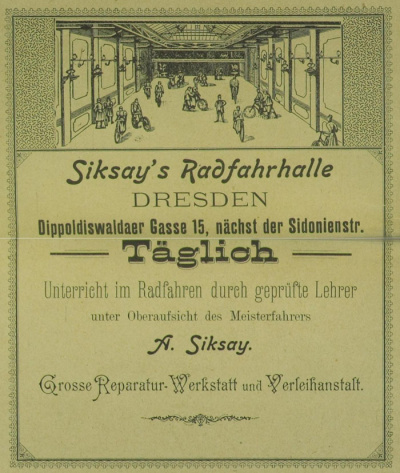 Siksay's Radfahrhalle
DRESDEN
Dippoldiswaldaer Gasse 15, nächst der Sidonienstr.
Täglich
Unterricht im Radfahren durch geprüfte Lehrer
unter Oberaufsicht des Meisterfahrers
A. Siksay.
Grosse Reparatur-Werkstatt und Verleihanstalt.